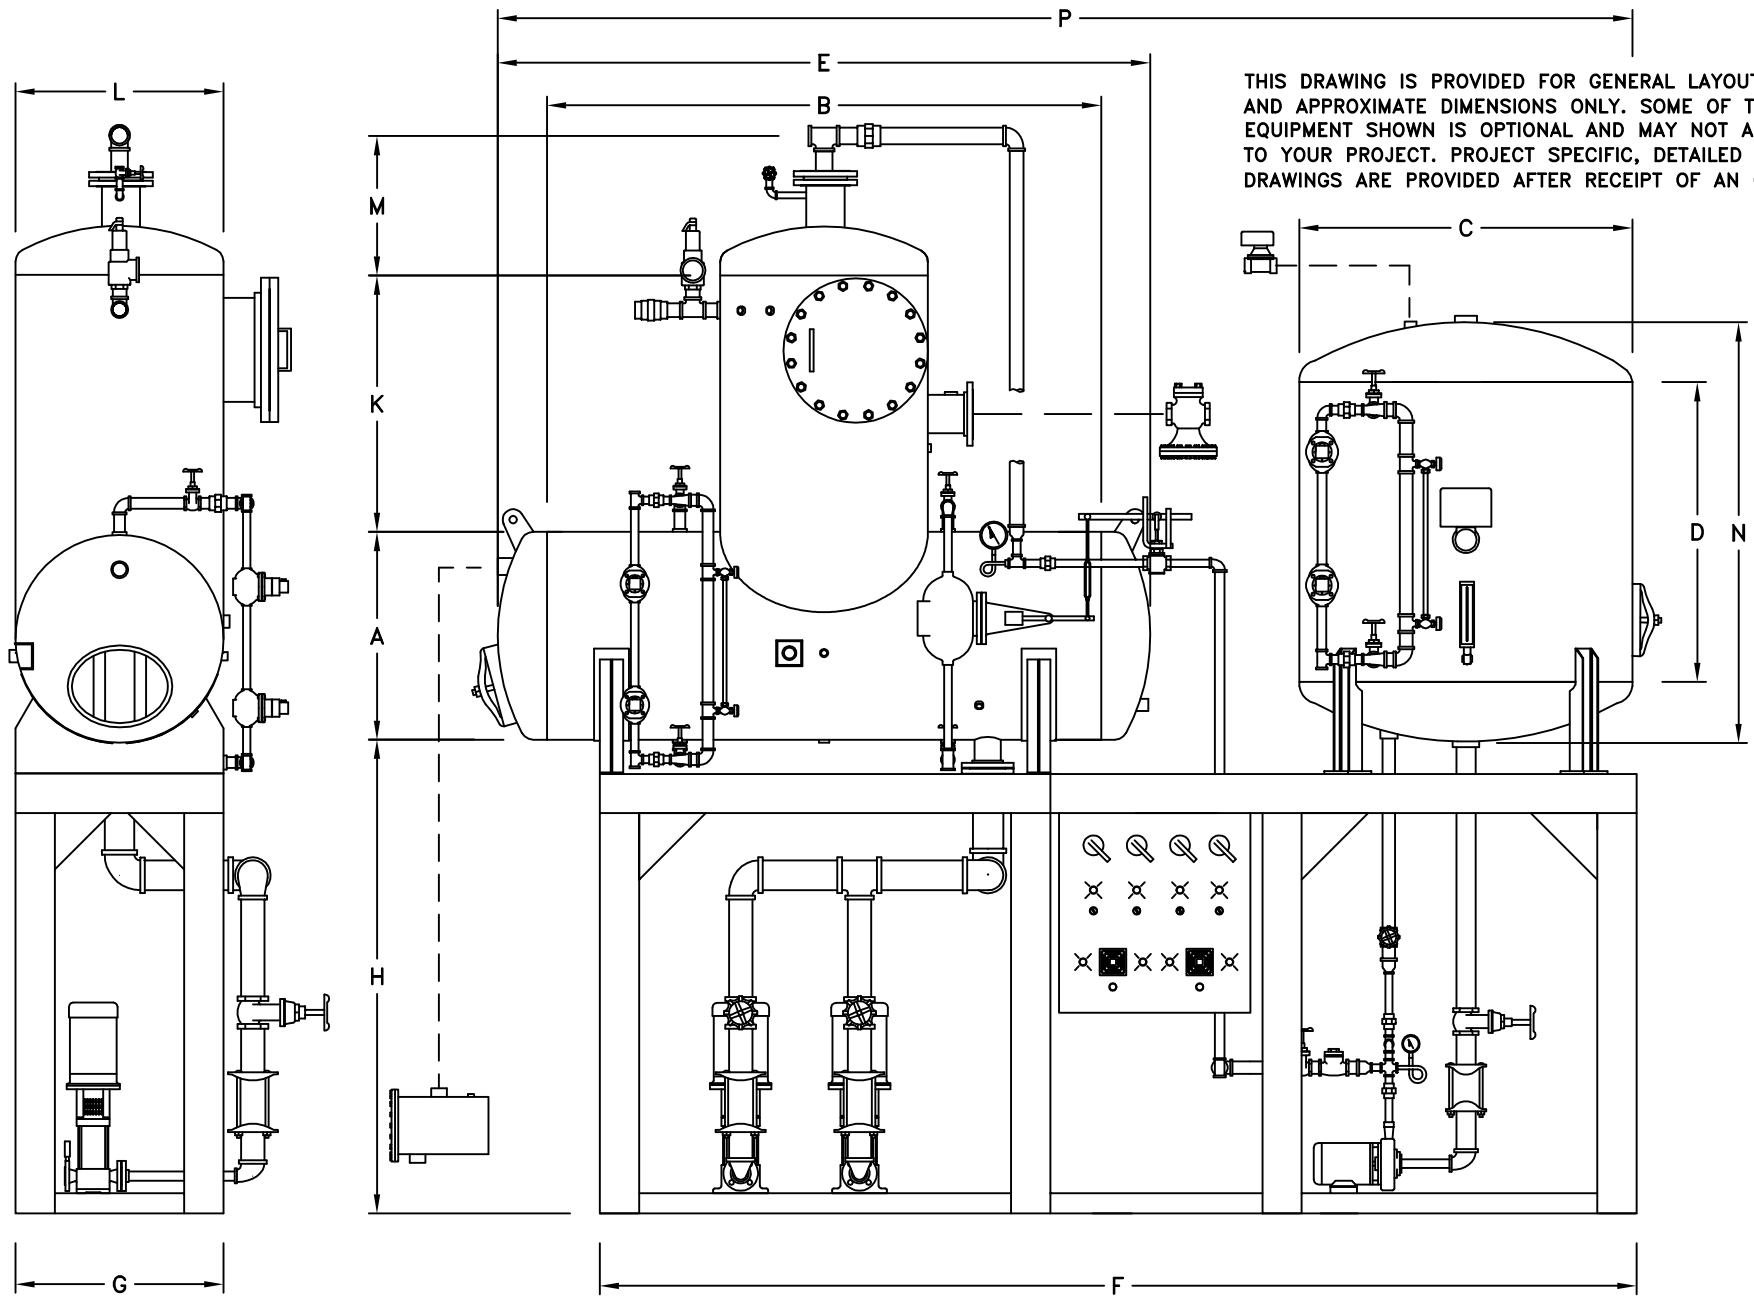 P
E
L
B
THIS DRAWING IS PROVIDED FOR GENERAL LAYOUT
AND APPROXIMATE DIMENSIONS ONLY. SOME OF
EQUIPMENT SHOWN IS OPTIONAL AND MAY NOT
TO YOUR PROJECT. PROJECT SPECIFIC, DETAILED
DRAWINGS ARE PROVIDED AFTER RECEIPT OF AN
M
C
K
D
N
A
H
G
F